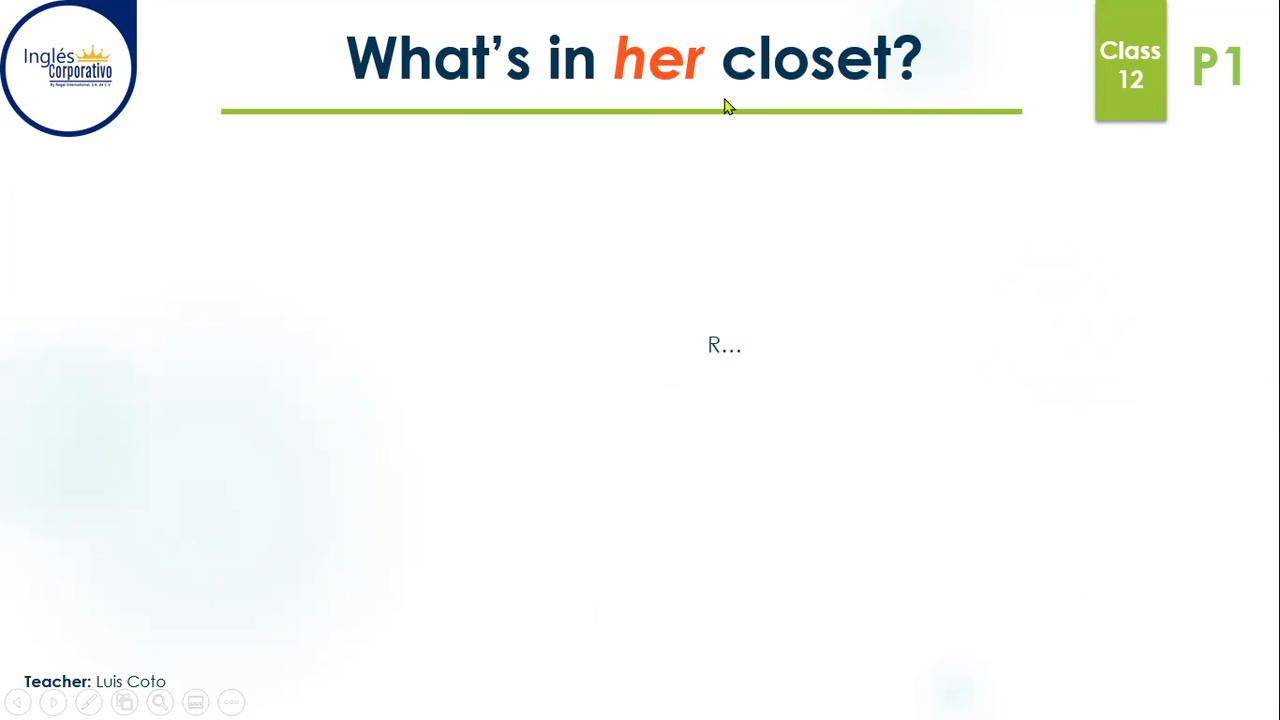 Inglés
Corporativo
By Regal International, S.A. de C.V
What's in her closet?
Class
12
P1
R...
Teacher: Luis Coto